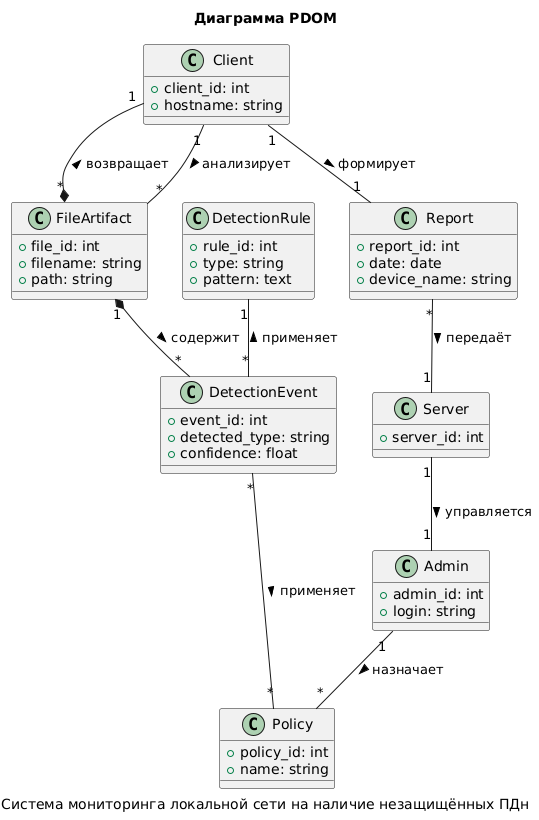 Диаграмма PDOM
C Client
client_id: int
hostname: string
1
1
1
возвращает
анализирует
формирует
*
*
1
C FileArtifact
file_id: int
filename: string
path: string
C DetectionRule
rule_id: int
type: string
pattern: text
C Report
report_id: int
date: date
device_name: string
1
1
*
содержит
применяет
передаёт
*
*
1
C DetectionEvent
event_id: int
detected_type: string
confidence: float
C Server
server_id: int
*
1
управляется
1
применяет
C Admin
admin_id: int
login: string
1
назначает
*
*
C Policy
policy_id: int
name: string
Система мониторинга локальной сети на наличие незащищённых ПДн